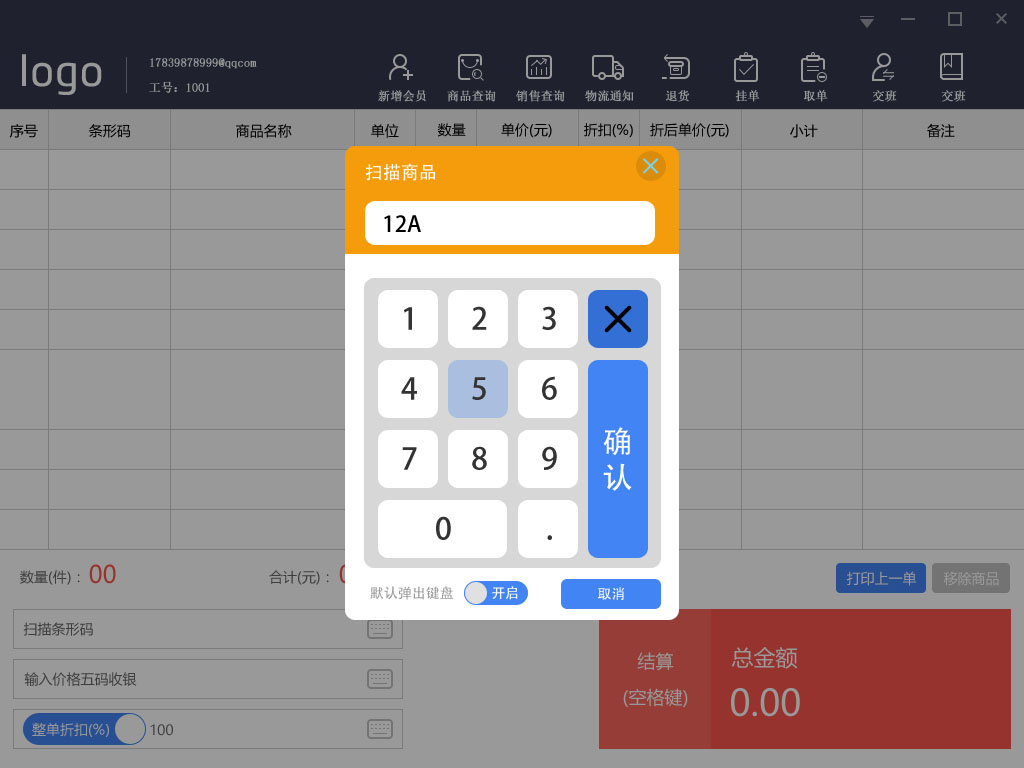 logo
17839878999@qqcom
工号：1001
新增会员 商品查询 销售查询 物流通知 退货 挂单 取单 交班 交班
序号 条形码 商品名称 单位 数量 单价(元) 折扣(%) 折后单价(元) 小计 备注
扫描商品
12A
1 2 3
4 5 6
7 8 9
0 .
确认
默认弹出键盘 开启 取消
数量(件)：00 合计(元)：0
打印上一单 移除商品
扫描条形码
输入价格五码收银
整单折扣(%) 100
结算
(空格键)
总金额
0.00